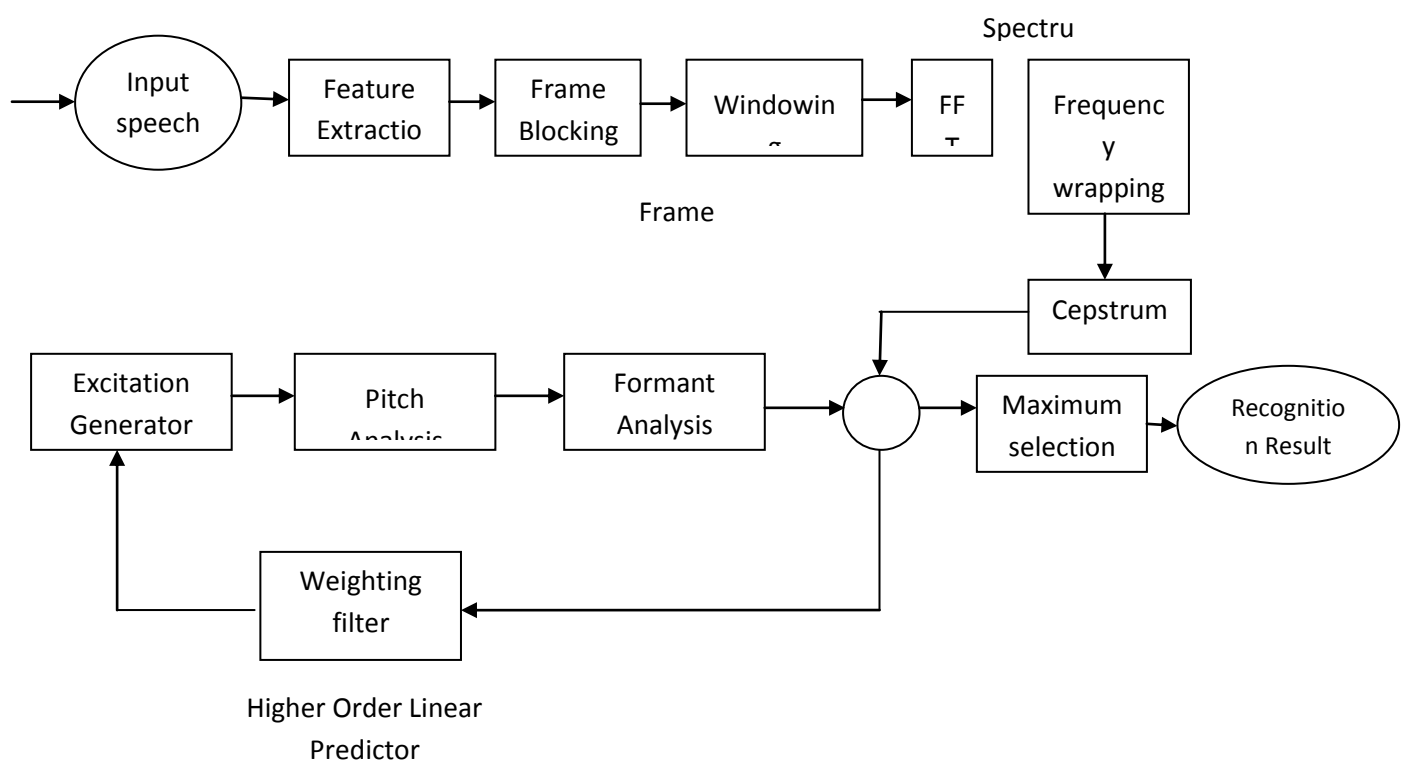 Spectru
Input
speech
Feature
Extractio
Frame
Blocking
Windowin
FF
Frequenc
y
wrapping
Frame
Cepstrum
Excitation
Generator
Pitch
Analysis
Formant
Analysis
Maximum
selection
Recognitio
n Result
Weighting
filter
Higher Order Linear
Predictor